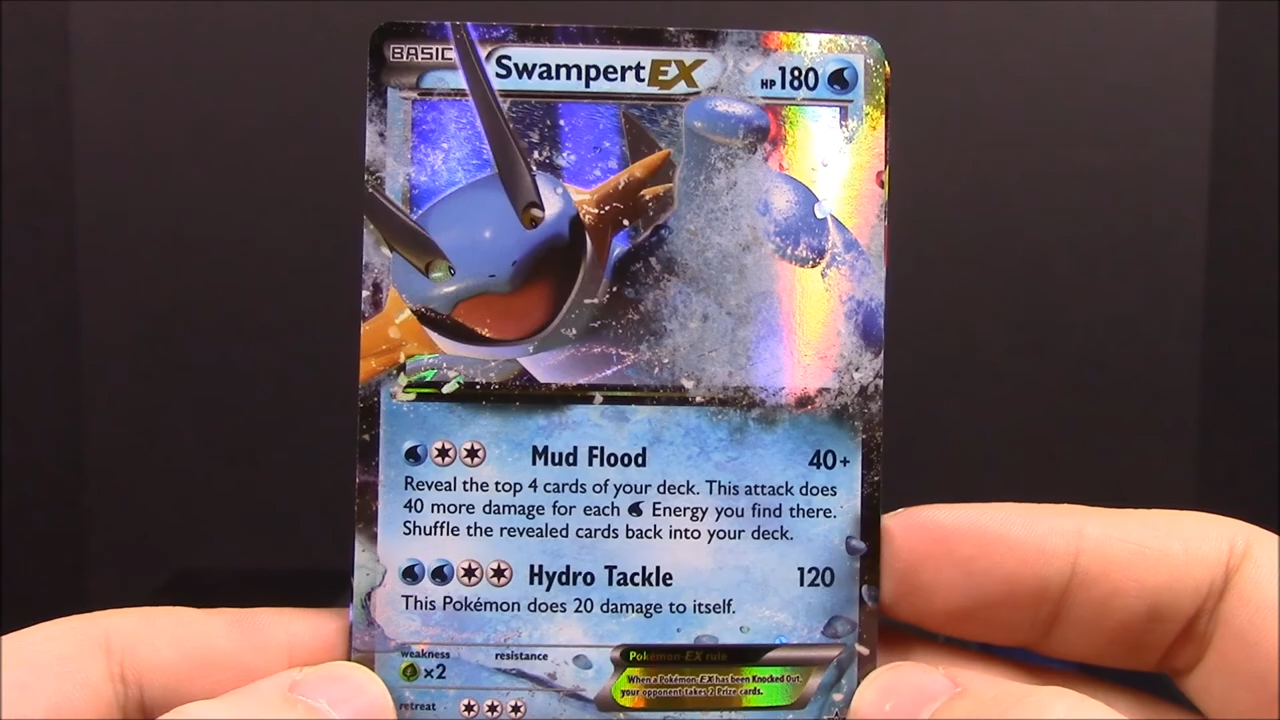 BASIC Swampert EX HP 180
Mud Flood 40+
Reveal the top 4 cards of your deck. This attack does
40 more damage for each Energy you find there.
Shuffle the revealed cards back into your deck.
Hydro Tackle 120
This Pokémon does 20 damage to itself.
weakness resistance
×2
Pokémon-EX rule
When a Pokémon-EX has been Knocked Out,
your opponent takes 2 Prize cards.
retreat